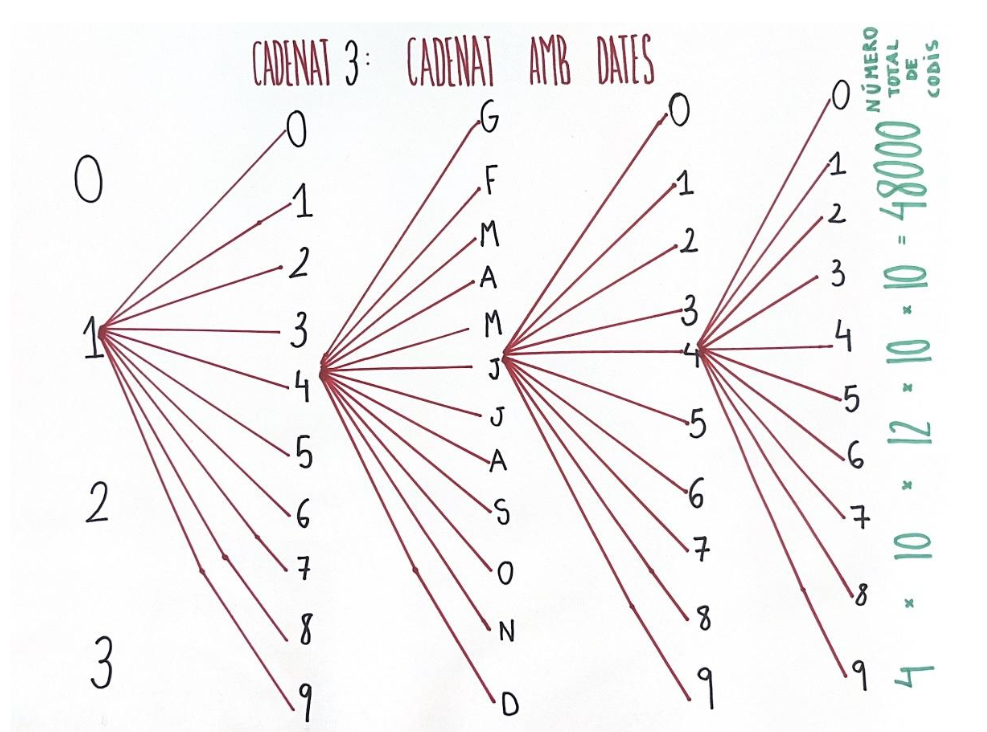 CADENAT 3: CADENAT AMB DATES
0
1
2
3
0
1
2
3
4
5
6
7
8
9
G
F
M
A
M
J
J
A
S
O
N
D
0
1
2
3
4
5
6
7
8
9
0
1
2
3
4
5
6
7
8
9
NÚMERO
TOTAL
DE
CODIS
4 × 10 × 12 × 10 × 10 = 48000